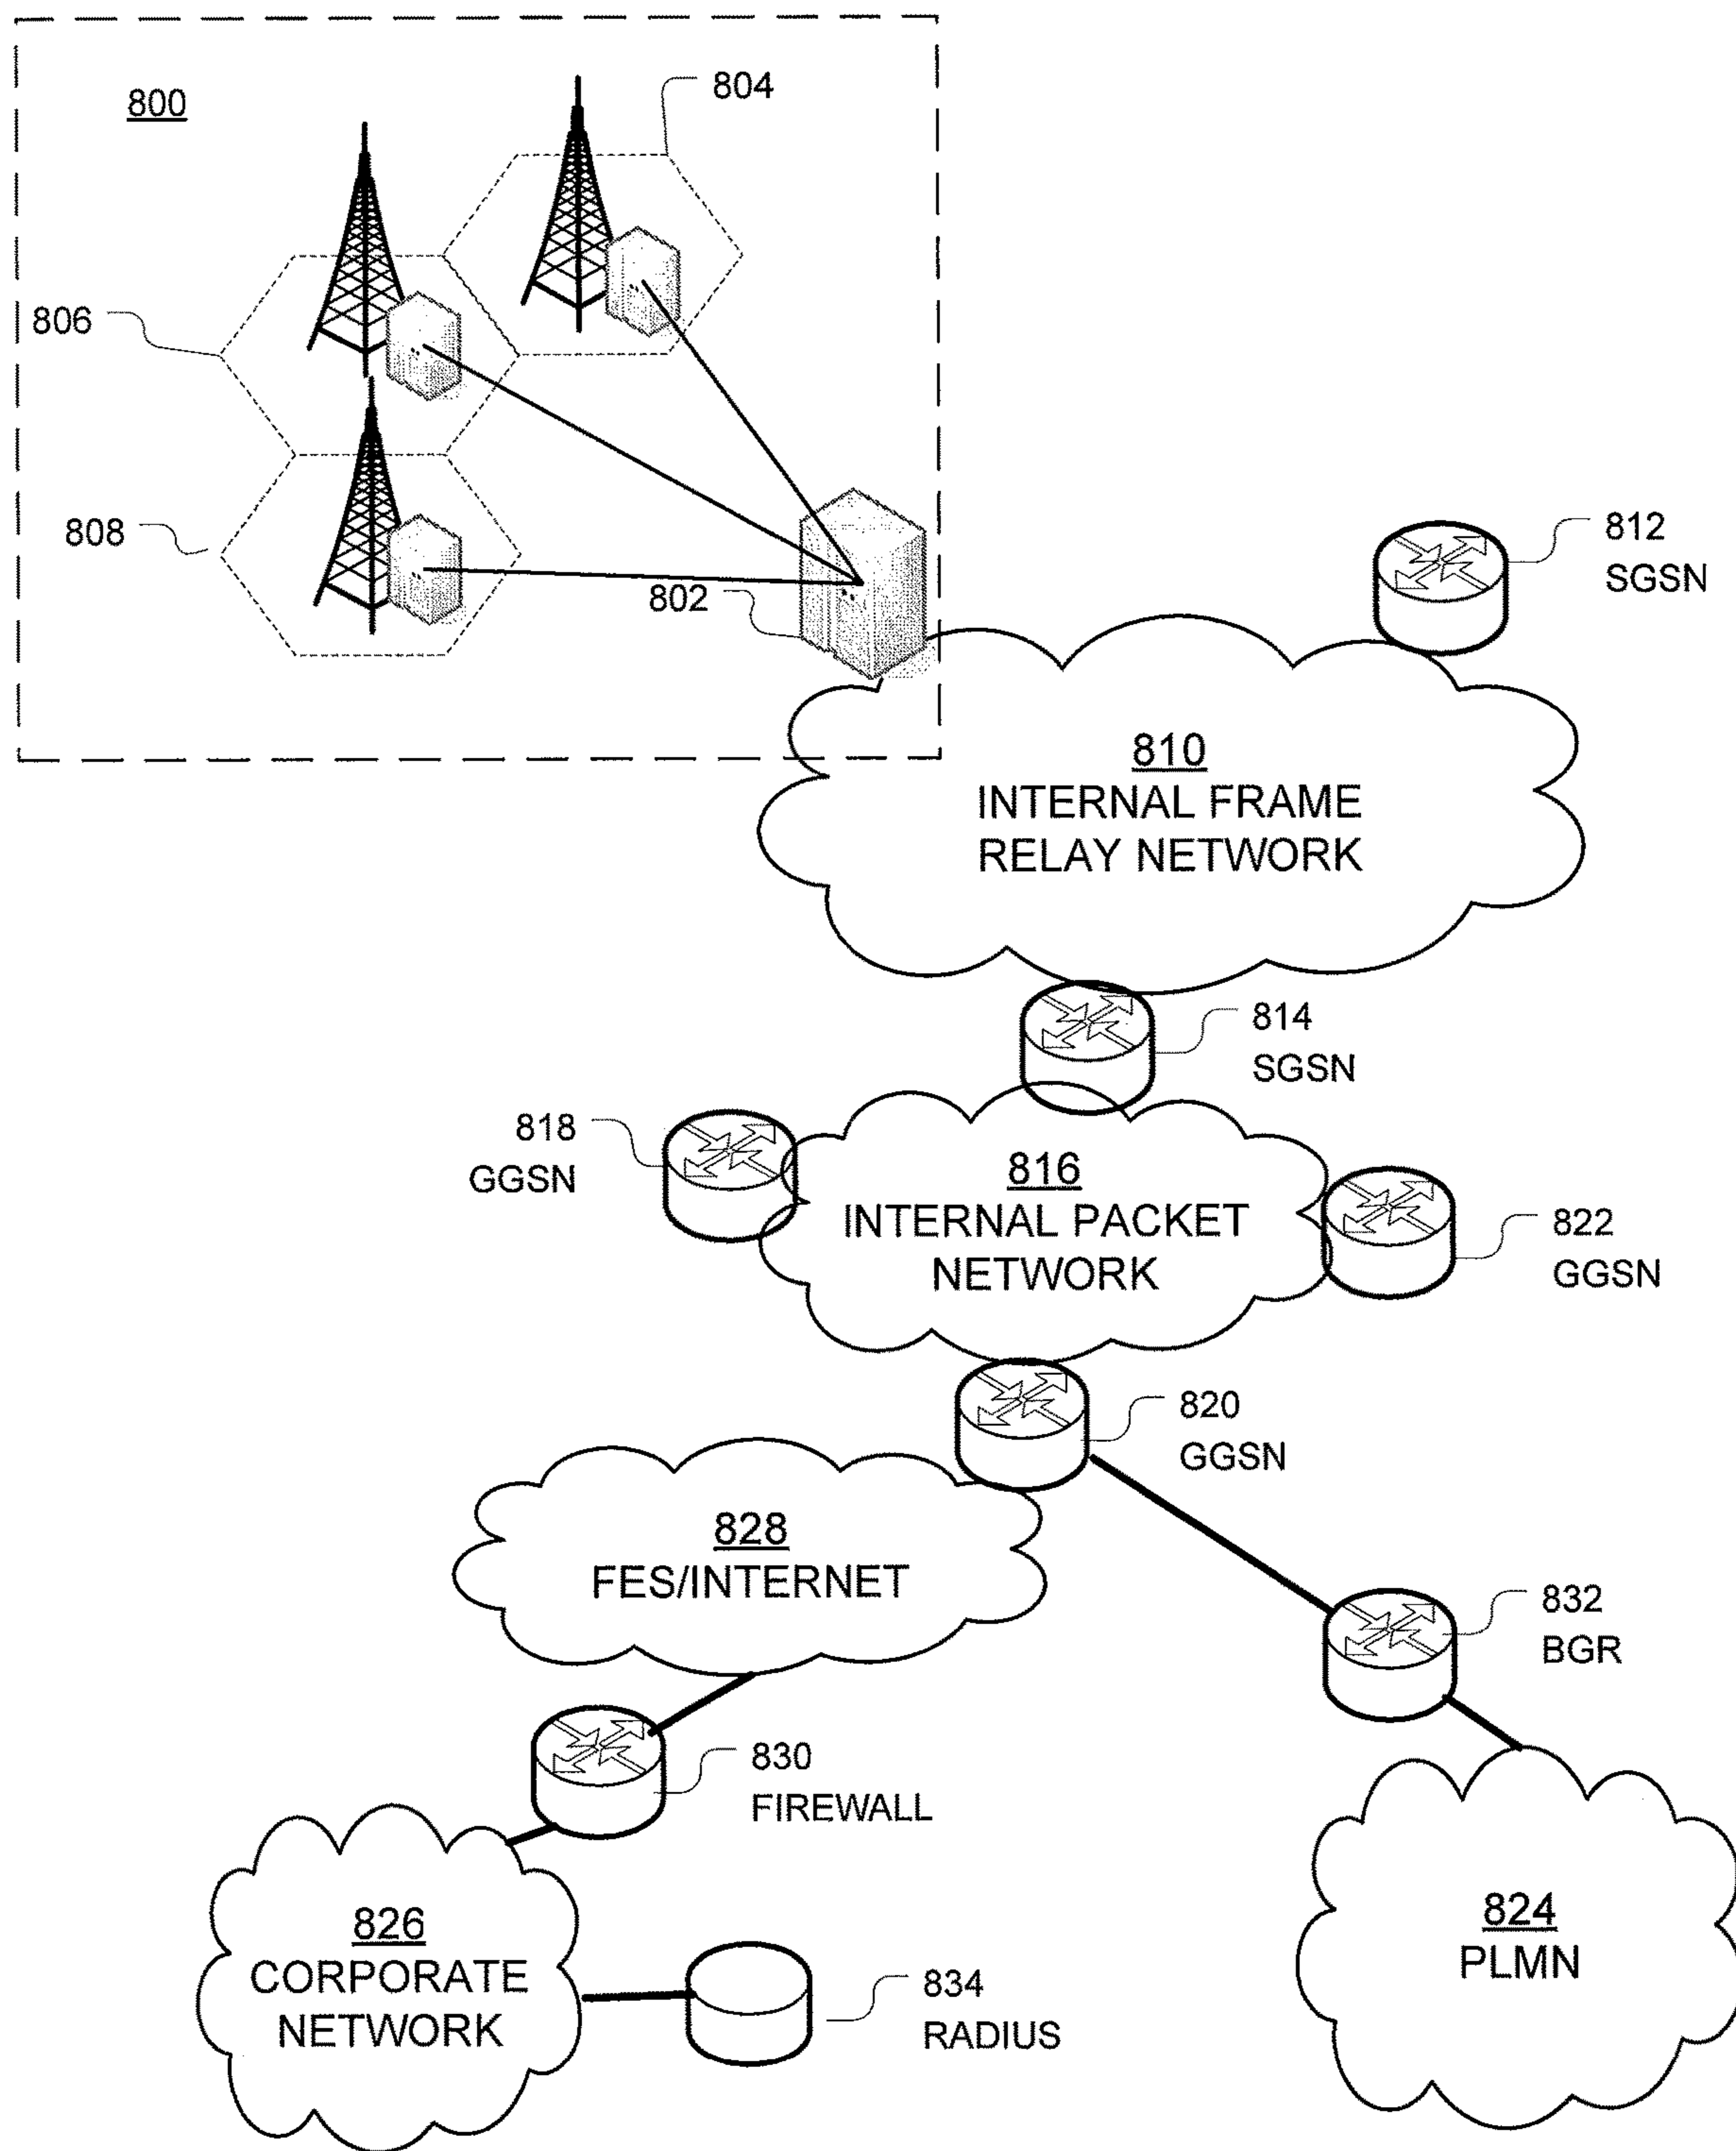 800
804
806
808
802
812
SGSN
810
INTERNAL FRAME
RELAY NETWORK
814
SGSN
818
GGSN
816
INTERNAL PACKET
NETWORK
822
GGSN
820
GGSN
828
FES/INTERNET
832
BGR
830
FIREWALL
826
CORPORATE
NETWORK
824
PLMN
834
RADIUS